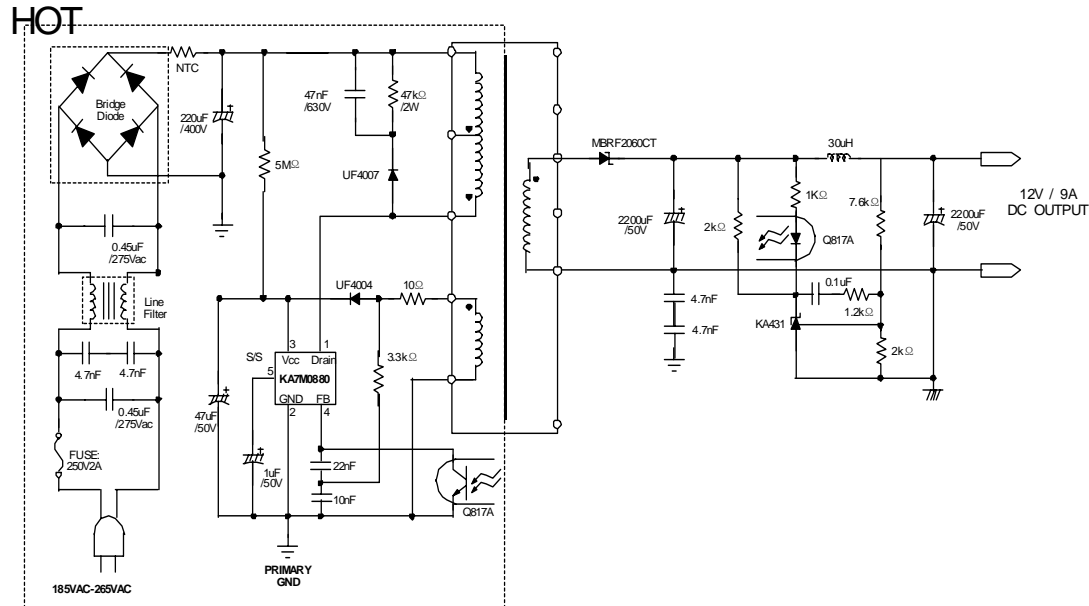 HOT
Bridge
Diode
NTC
220uF
/400V
47nF
/630V
47kΩ
/2W
5MΩ
UF4007
MBRF2060CT
30uH
12V / 9A
DC OUTPUT
1KΩ
7.6kΩ
2200uF
/50V
2kΩ
Q817A
2200uF
/50V
0.45uF
/275Vac
Line
Filter
UF4004
10Ω
0.1uF
1.2kΩ
4.7nF
4.7nF
KA431
2kΩ
S/S
3
1
Vcc
Drain
5
KA7M0880
GND
FB
2
4
3.3kΩ
4.7nF
4.7nF
0.45uF
/275Vac
47uF
/50V
FUSE:
250V2A
1uF
/50V
22nF
10nF
Q817A
PRIMARY
GND
185VAC-265VAC